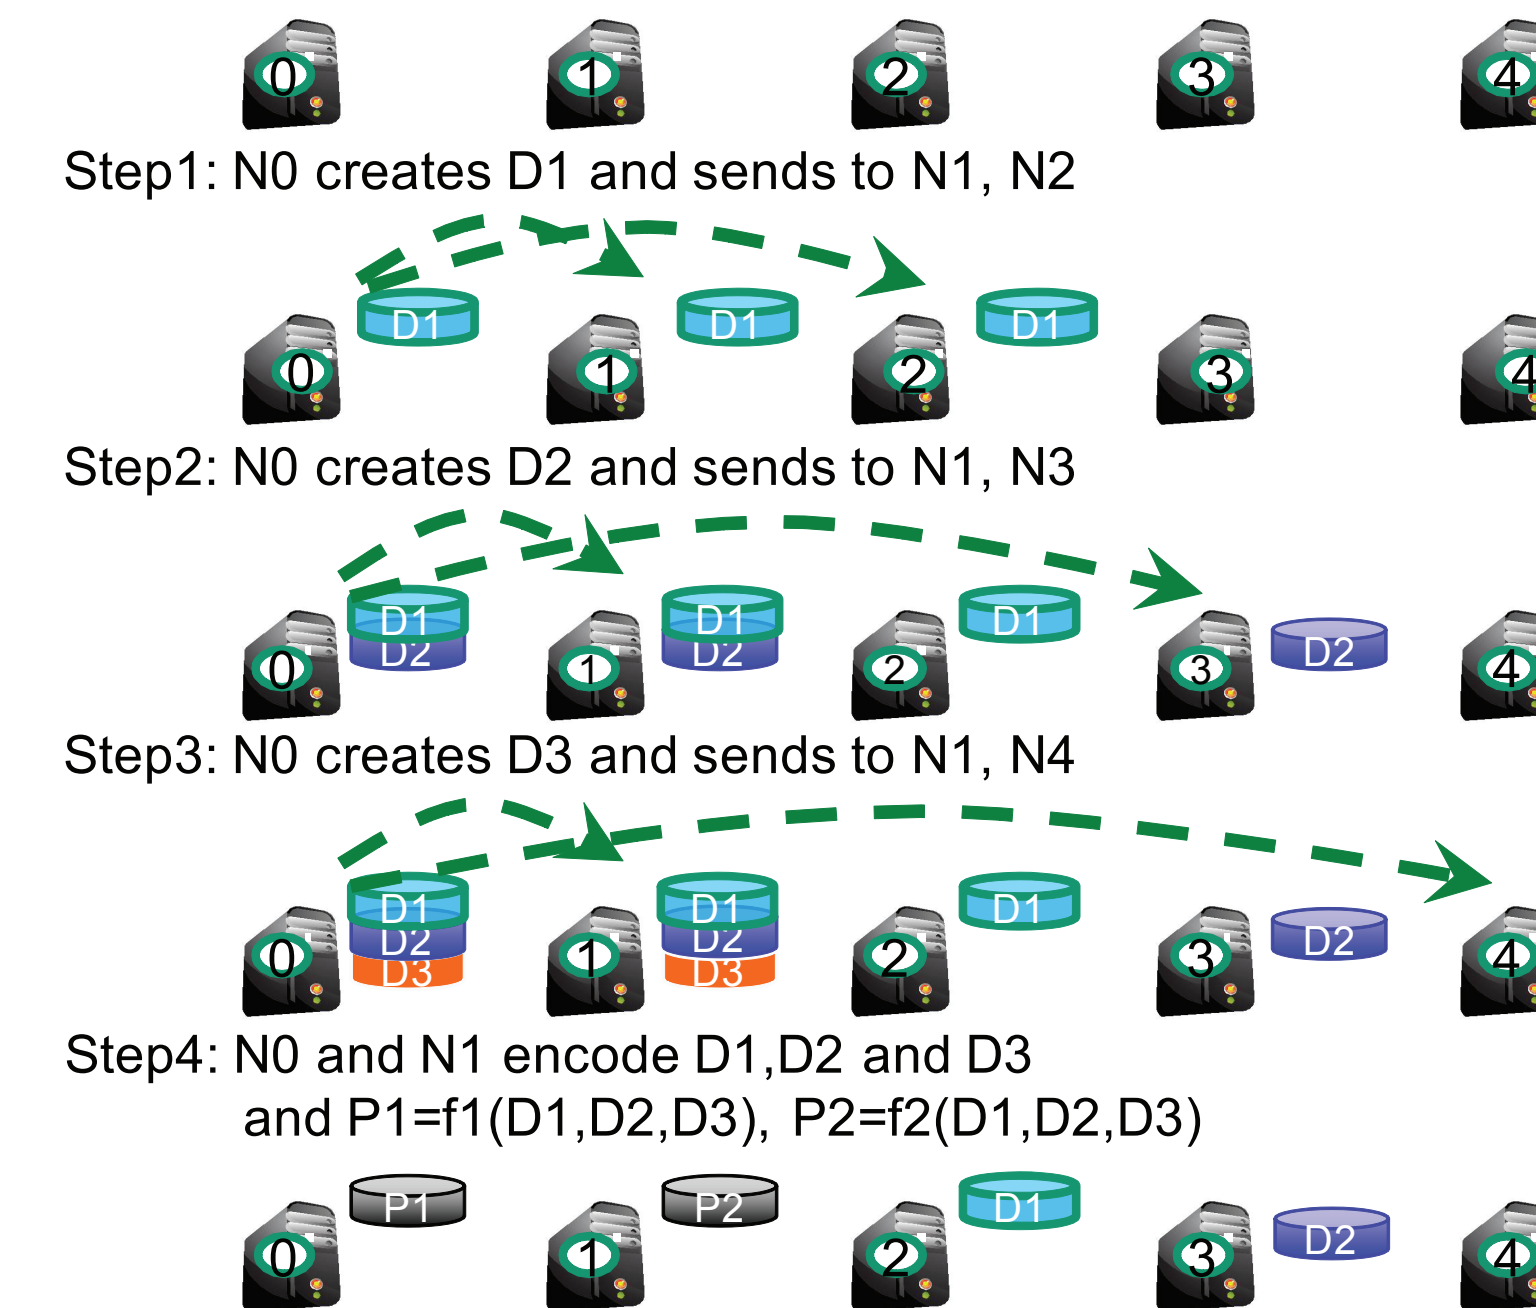 0 1 2 3 4
Step1: N0 creates D1 and sends to N1, N2
D1 D1 D1
0 1 2 3 4
Step2: N0 creates D2 and sends to N1, N3
D1 D1 D1
D2 D2 D2
0 1 2 3 4
Step3: N0 creates D3 and sends to N1, N4
D1 D1 D1
D2 D2 D2
0 1 2 3 4
D3 D3
Step4: N0 and N1 encode D1,D2 and D3
and P1=f1(D1,D2,D3), P2=f2(D1,D2,D3)
P1 P2 D1
D2
0 1 2 3 4